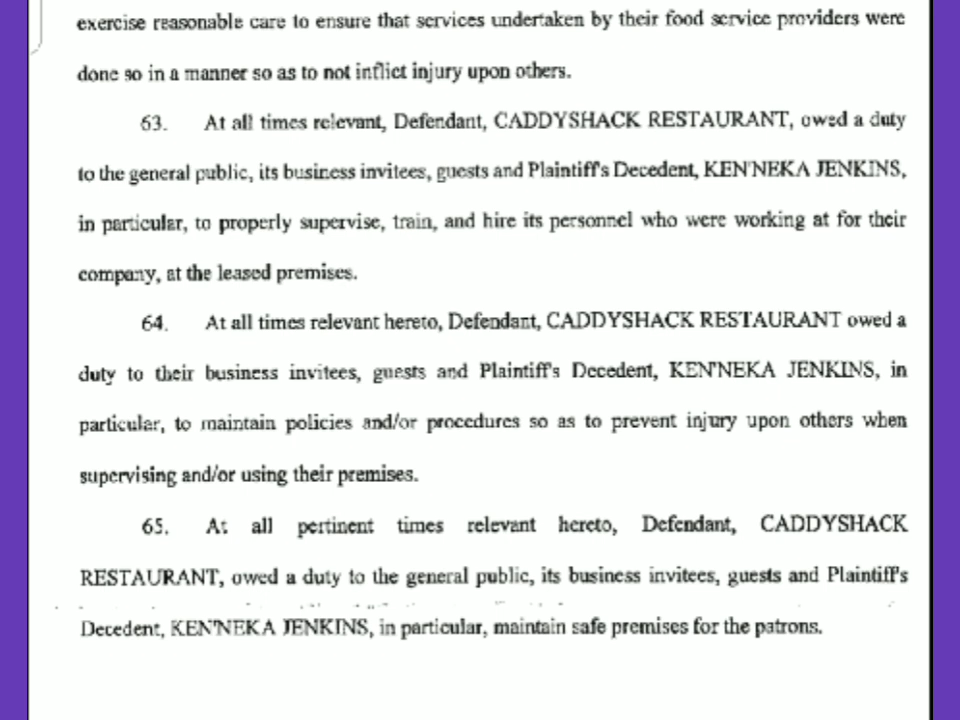 exercise reasonable care to ensure that services undertaken by their food service providers were
done so in a manner so as to not inflict injury upon others.
63. At all times relevant, Defendant, CADDYSHACK RESTAURANT, owed a duty
to the general public, its business invitees, guests and Plaintiff's Decedent, KEN'NEKA JENKINS,
in particular, to properly supervise, train, and hire its personnel who were working at for their
company, at the leased premises.
64. At all times relevant hereto, Defendant, CADDYSHACK RESTAURANT owed a
duty to their business invitees, guests and Plaintiff's Decedent, KEN'NEKA JENKINS, in
particular, to maintain policies and/or procedures so as to prevent injury upon others when
supervising and/or using their premises.
65. At all pertinent times relevant hereto, Defendant, CADDYSHACK
RESTAURANT, owed a duty to the general public, its business invitees, guests and Plaintiff's
Decedent, KEN'NEKA JENKINS, in particular, maintain safe premises for the patrons.